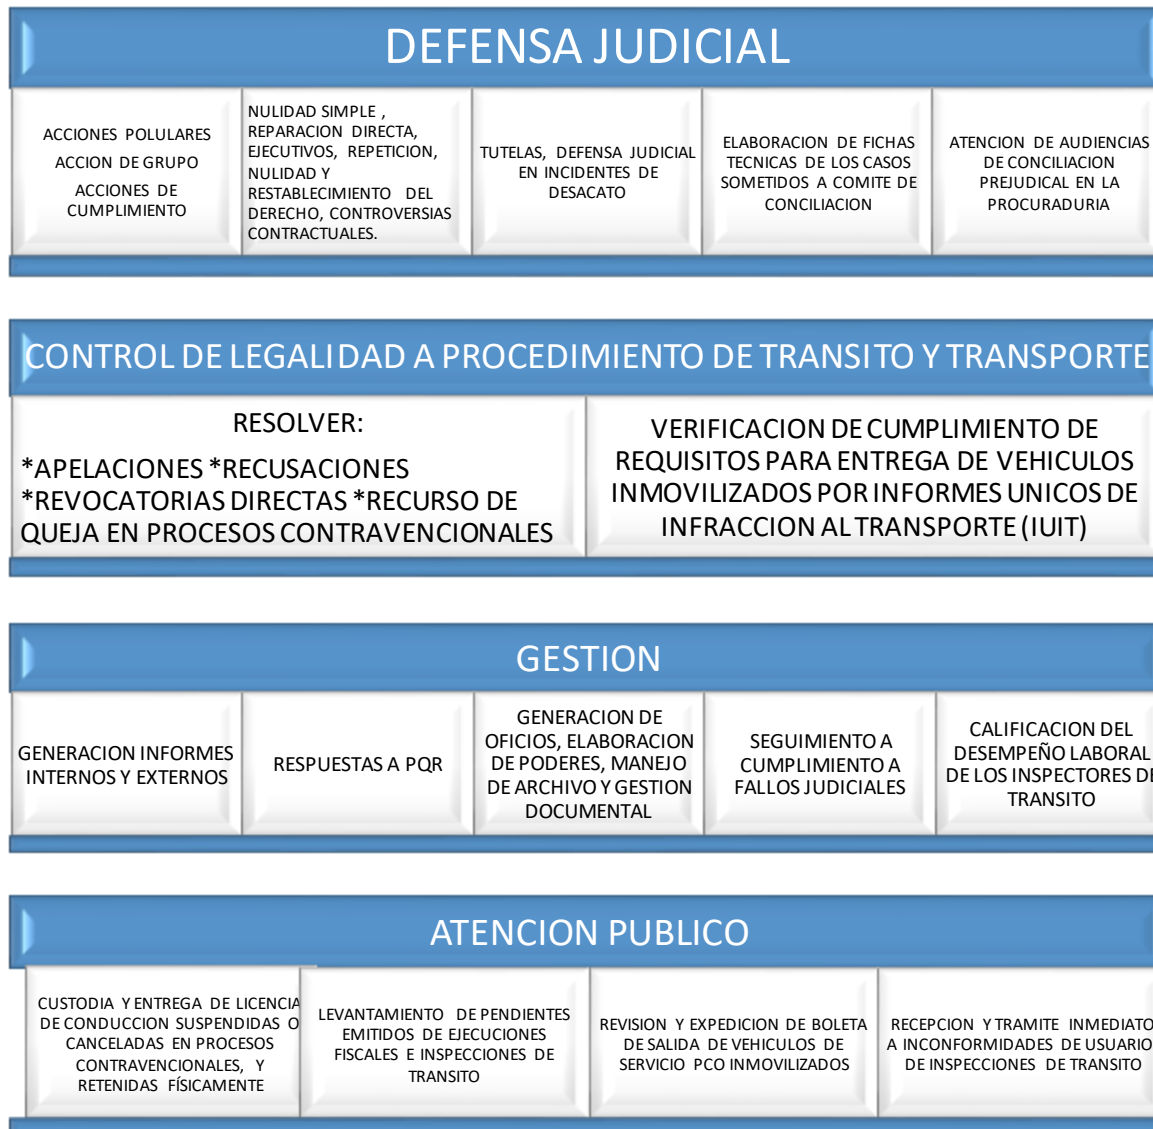 DEFENSA JUDICIAL
ACCIONES POLULARES
ACCION DE GRUPO
ACCIONES DE
CUMPLIMIENTO
NULIDAD SIMPLE ,
REPARACION DIRECTA,
EJECUTIVOS, REPETICION,
NULIDAD Y
RESTABLECIMIENTO DEL
DERECHO, CONTROVERSIAS
CONTRACTUALES.
TUTELAS, DEFENSA JUDICIAL
EN INCIDENTES DE
DESACATO
ELABORACION DE FICHAS
TECNICAS DE LOS CASOS
SOMETIDOS A COMITE DE
CONCILIACION
ATENCION DE AUDIENCIAS
DE CONCILIACION
PREJUDICAL EN LA
PROCURADURIA
CONTROL DE LEGALIDAD A PROCEDIMIENTO DE TRANSITO Y TRANSPORTE
RESOLVER:
*APELACIONES *RECUSACIONES
*REVOCATORIAS DIRECTAS *RECURSO DE
QUEJA EN PROCESOS CONTRAVENCIONALES
VERIFICACION DE CUMPLIMIENTO DE
REQUISITOS PARA ENTREGA DE VEHICULOS
INMOVILIZADOS POR INFORMES UNICOS DE
INFRACCION AL TRANSPORTE (IUIT)
GESTION
GENERACION INFORMES
INTERNOS Y EXTERNOS
RESPUESTAS A PQR
GENERACION DE
OFICIOS, ELABORACION
DE PODERES, MANEJO
DE ARCHIVO Y GESTION
DOCUMENTAL
SEGUIMIENTO A
CUMPLIMIENTO A
FALLOS JUDICIALES
CALIFICACION DEL
DESEMPEÑO LABORAL
DE LOS INSPECTORES DE
TRANSITO
ATENCION PUBLICO
CUSTODIA Y ENTREGA DE LICENCIA
DE CONDUCCION SUSPENDIDAS O
CANCELADAS EN PROCESOS
CONTRAVENCIONALES, Y
RETENIDAS FÍSICAMENTE
LEVANTAMIENTO DE PENDIENTES
EMITIDOS DE EJECUCIONES
FISCALES E INSPECCIONES DE
TRANSITO
REVISION Y EXPEDICION DE BOLETA
DE SALIDA DE VEHICULOS DE
SERVICIO PCO INMOVILIZADOS
RECEPCION Y TRAMITE INMEDIATO
A INCONFORMIDADES DE USUARIO
DE INSPECCIONES DE TRANSITO